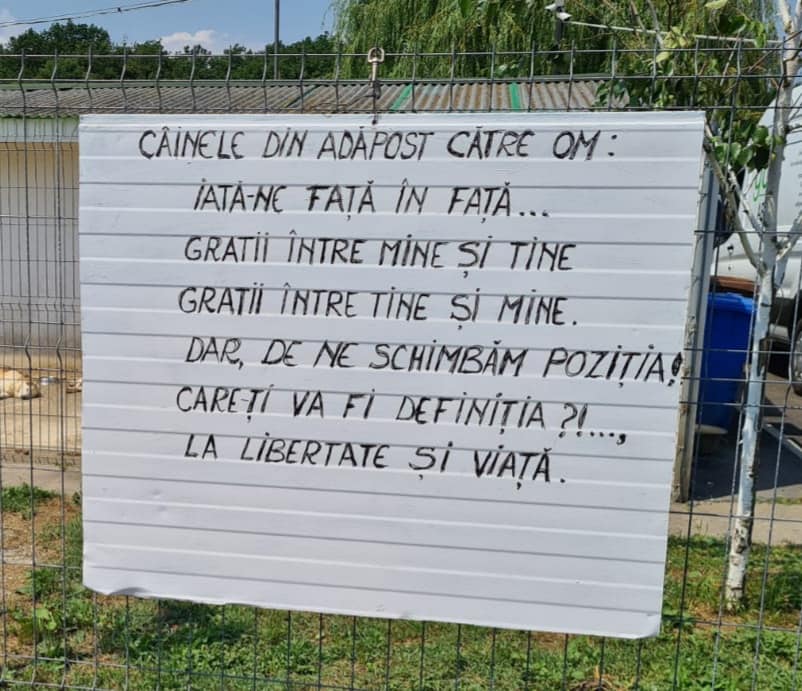 CÂINELE DIN ADĂPOST CĂTRE OM:
IATĂ-NE FAȚĂ ÎN FAȚĂ...
GRATII ÎNTRE MINE ȘI TINE
GRATII ÎNTRE TINE ȘI MINE.
DAR, DE NE SCHIMBĂM POZIȚIA!
CARE-ȚI VA FI DEFINIȚIA?!...,
LA LIBERTATE ȘI VIAȚĂ.